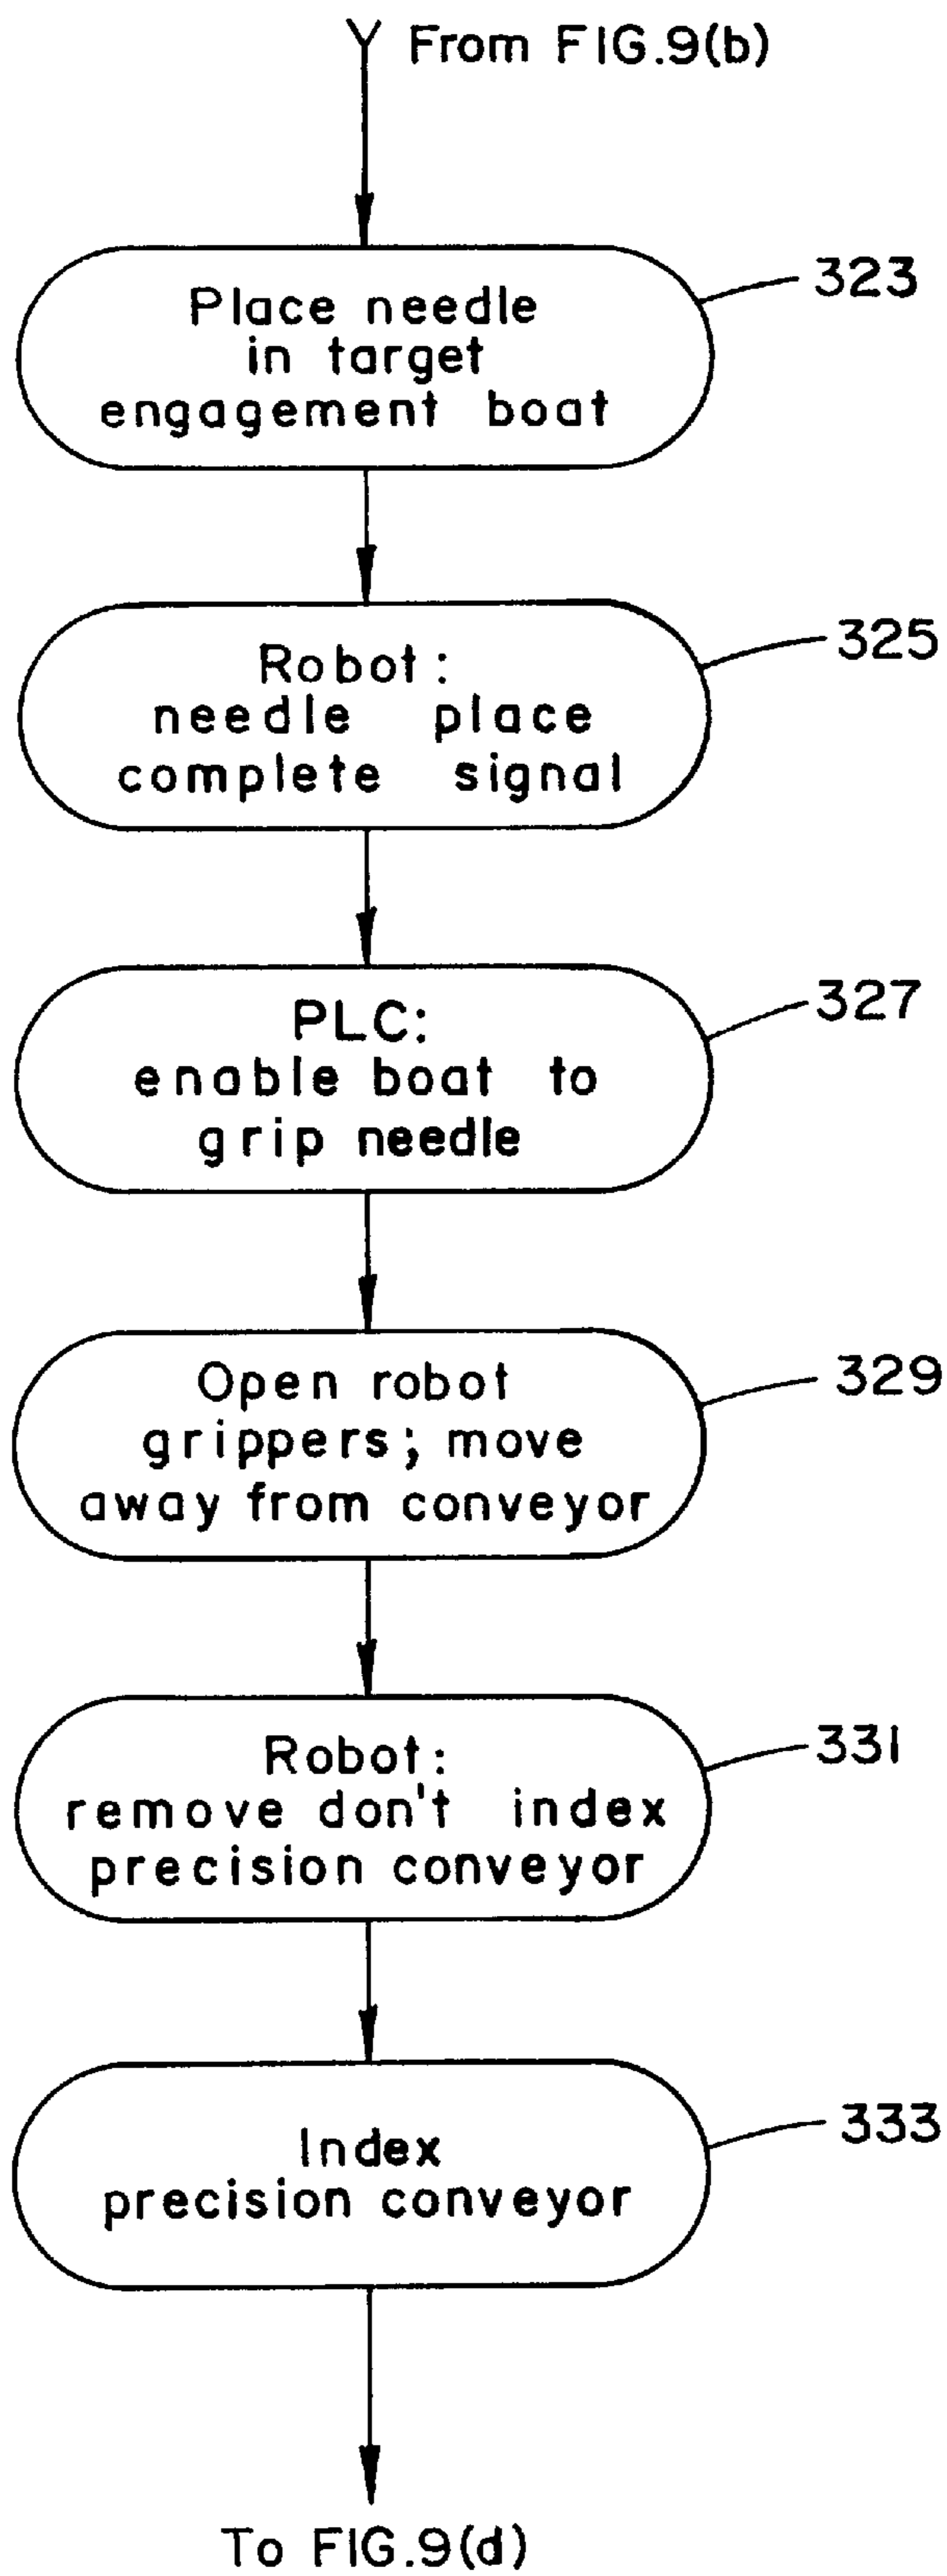 From FIG.9(b)
Place needle
in target
engagement boat
323
Robot:
needle place
complete signal
325
PLC:
enable boat to
grip needle
327
Open robot
grippers; move
away from conveyor
329
Robot:
remove don't index
precision conveyor
331
Index
precision conveyor
333
To FIG.9(d)